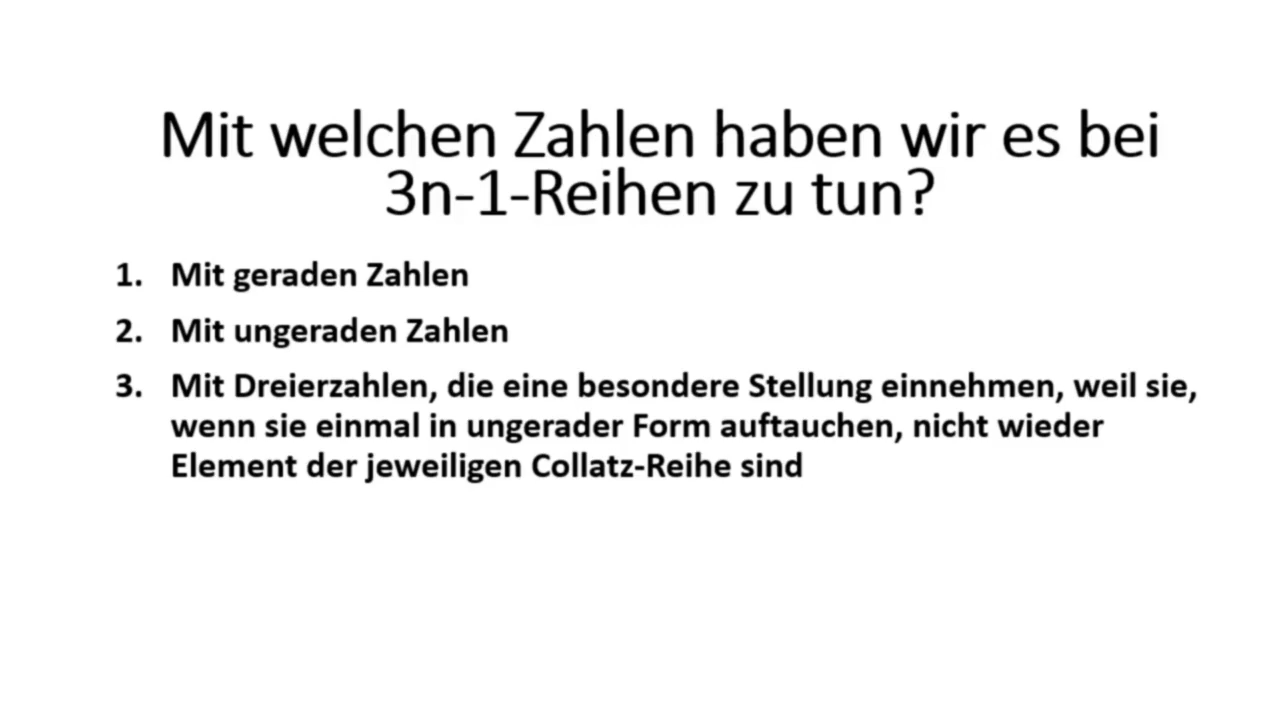 Mit welchen Zahlen haben wir es bei
3n-1-Reihen zu tun?
1. Mit geraden Zahlen
2. Mit ungeraden Zahlen
3. Mit Dreierzahlen, die eine besondere Stellung einnehmen, weil sie,
wenn sie einmal in ungerader Form auftauchen, nicht wieder
Element der jeweiligen Collatz-Reihe sind